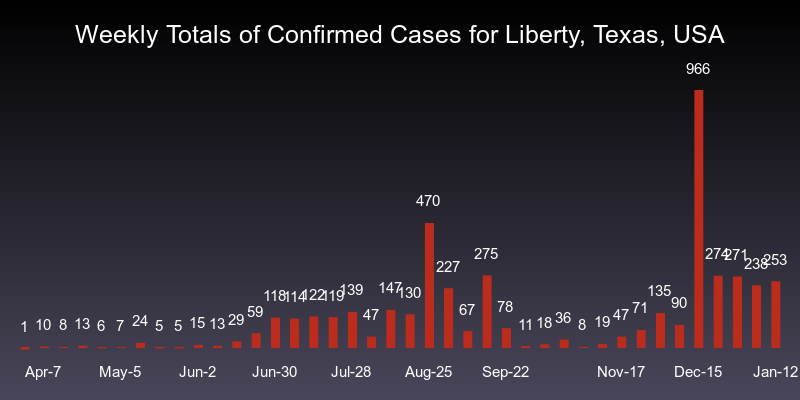 Weekly Totals of Confirmed Cases for Liberty, Texas, USA
1 10 8 13 6 7 24 5 5 15 13 29 59 118 114 122 119 139 47 147 130 470 227 67 275 78 11 18 36 8 19 47 71 135 90 966 274 271 238 253
Apr-7 May-5 Jun-2 Jun-30 Jul-28 Aug-25 Sep-22 Nov-17 Dec-15 Jan-12